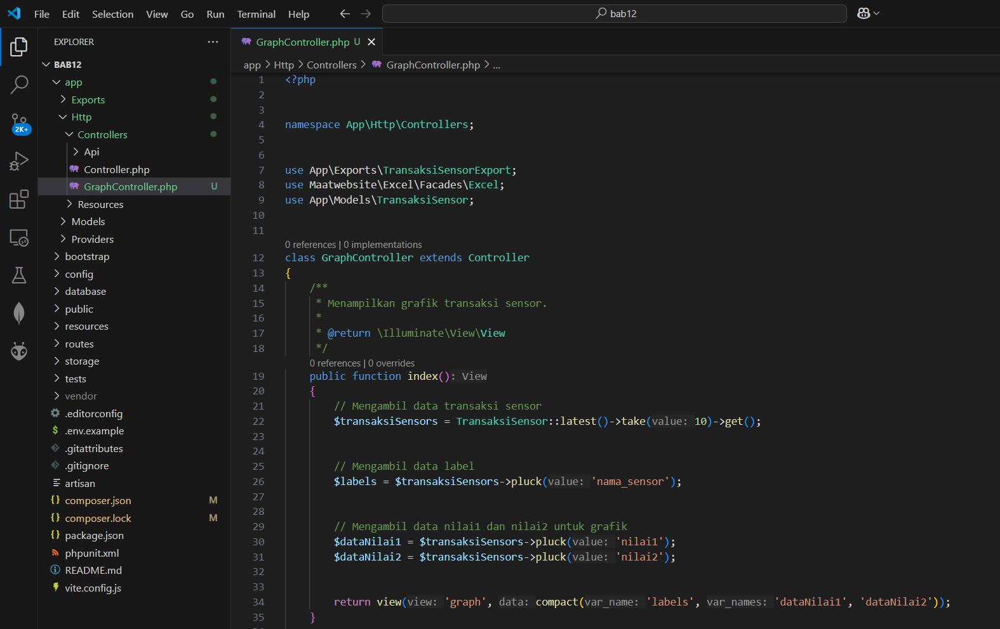 File Edit Selection View Go Run Terminal Help
bab12
EXPLORER
BAB12
app
Exports
Http
Controllers
Api
Controller.php
GraphController.php U
Resources
Models
Providers
bootstrap
config
database
public
resources
routes
storage
tests
vendor
.editorconfig
.env.example
.gitattributes
.gitignore
artisan
composer.json M
composer.lock M
package.json
phpunit.xml
README.md
vite.config.js
2K+
GraphController.php U
app > Http > Controllers > GraphController.php > ...
1 <?php
2
3
4 namespace App\Http\Controllers;
5
6
7 use App\Exports\TransaksiSensorExport;
8 use Maatwebsite\Excel\Facades\Excel;
9 use App\Models\TransaksiSensor;
10
11
0 references | 0 implementations
12 class GraphController extends Controller
13 {
14 /**
15 * Menampilkan grafik transaksi sensor.
16 *
17 * @return \Illuminate\View\View
18 */
0 references | 0 overrides
19 public function index(): View
20 {
21 // Mengambil data transaksi sensor
22 $transaksiSensors = TransaksiSensor::latest()->take(value: 10)->get();
23
24
25 // Mengambil data label
26 $labels = $transaksiSensors->pluck(value: 'nama_sensor');
27
28
29 // Mengambil data nilai1 dan nilai2 untuk grafik
30 $dataNilai1 = $transaksiSensors->pluck(value: 'nilai1');
31 $dataNilai2 = $transaksiSensors->pluck(value: 'nilai2');
32
33
34 return view(view: 'graph', data: compact(var_name: 'labels', var_names: 'dataNilai1', 'dataNilai2'));
35 }